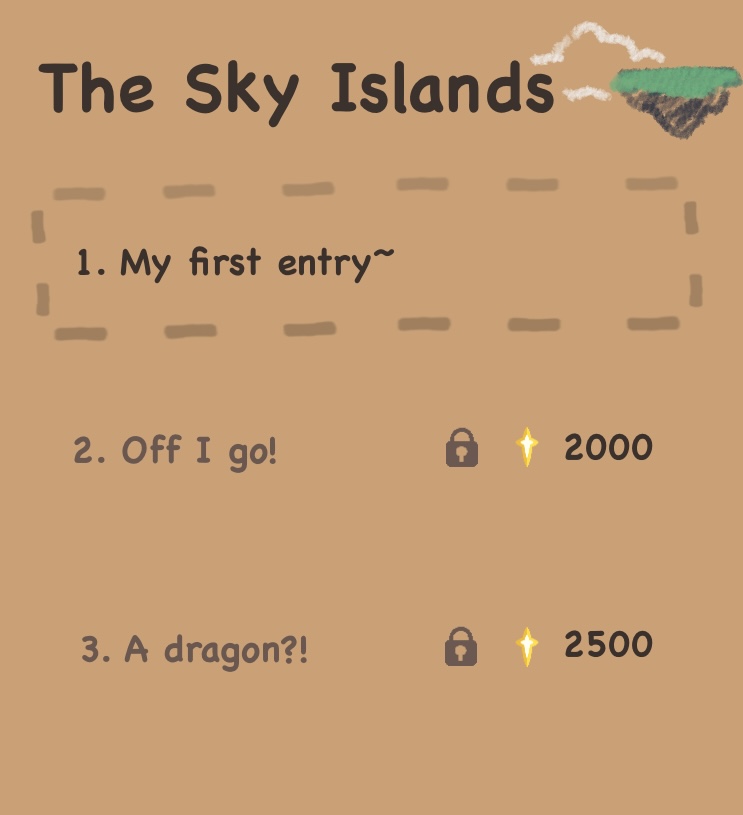 The Sky Islands
1. My first entry~
2. Off I go! 2000
3. A dragon?! 2500